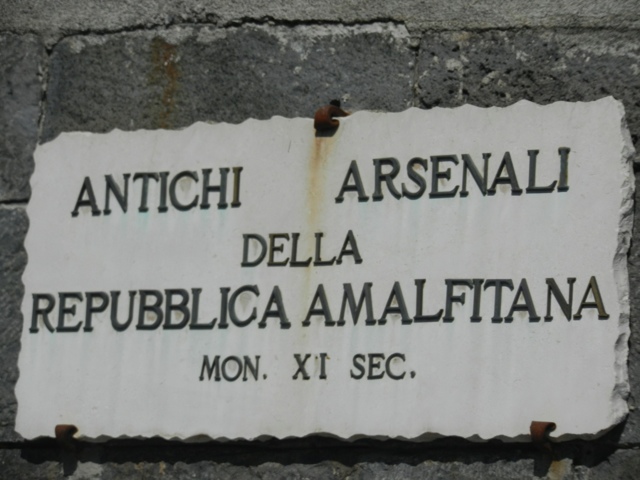 ANTICHI ARSENALI
DELLA
REPUBBLICA AMALFITANA
MON. XI SEC.